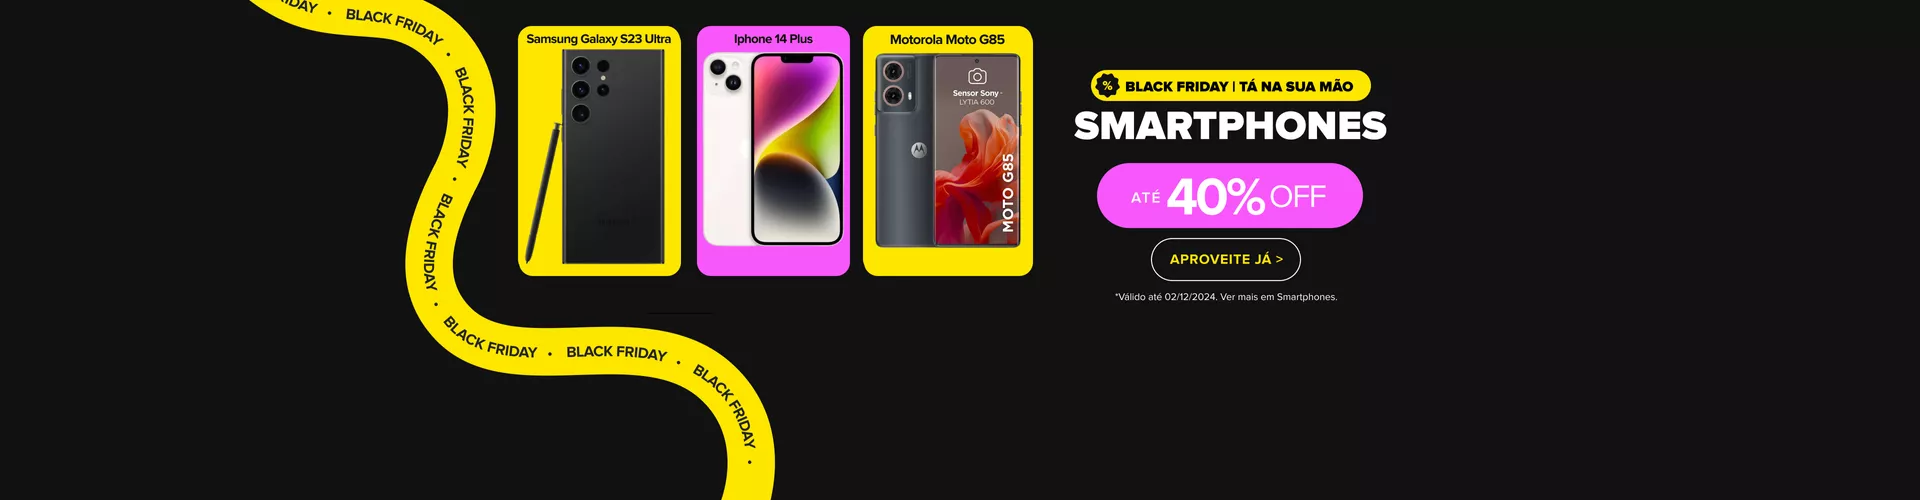 DAY • BLACK FRIDAY • BLACK FRIDAY • BLACK FRIDAY • BLACK FRIDAY • BLACK FRIDAY • BLACK FRIDAY •
Samsung Galaxy S23 Ultra
Iphone 14 Plus
Motorola Moto G85
Sensor Sony -
LYTIA 600
MOTO G85
% BLACK FRIDAY | TÁ NA SUA MÃO
SMARTPHONES
ATÉ 40% OFF
APROVEITE JÁ >
*Válido até 02/12/2024. Ver mais em Smartphones.